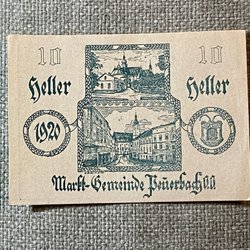 10 10
Heller Heller
1920
Markt-Gemeinde Peuerbach